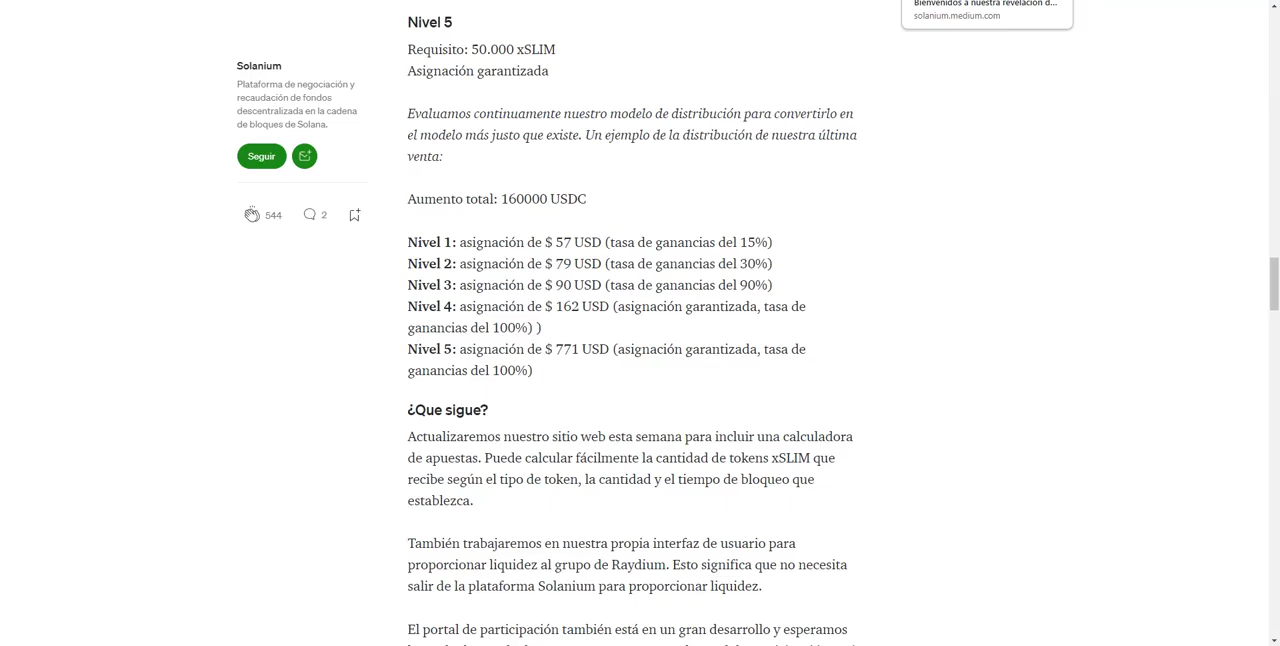 Bienvenidos a nuestra revelación d...
solanium.medium.com
Nivel 5
Requisito: 50.000 xSLIM
Asignación garantizada
Solanium
Plataforma de negociación y
recaudación de fondos
descentralizada en la cadena
de bloques de Solana.
Seguir
544
2
Evaluamos continuamente nuestro modelo de distribución para convertirlo en
el modelo más justo que existe. Un ejemplo de la distribución de nuestra última
venta:
Aumento total: 160000 USDC
Nivel 1: asignación de $ 57 USD (tasa de ganancias del 15%)
Nivel 2: asignación de $ 79 USD (tasa de ganancias del 30%)
Nivel 3: asignación de $ 90 USD (tasa de ganancias del 90%)
Nivel 4: asignación de $ 162 USD (asignación garantizada, tasa de
ganancias del 100%) )
Nivel 5: asignación de $ 771 USD (asignación garantizada, tasa de
ganancias del 100%)
¿Que sigue?
Actualizaremos nuestro sitio web esta semana para incluir una calculadora
de apuestas. Puede calcular fácilmente la cantidad de tokens xSLIM que
recibe según el tipo de token, la cantidad y el tiempo de bloqueo que
establezca.
También trabajaremos en nuestra propia interfaz de usuario para
proporcionar liquidez al grupo de Raydium. Esto significa que no necesita
salir de la plataforma Solanium para proporcionar liquidez.
El portal de participación también está en un gran desarrollo y esperamos